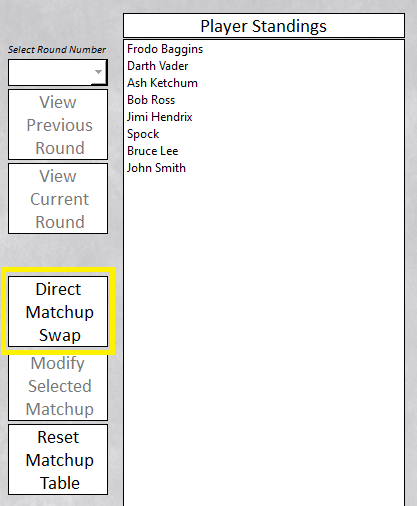 Player Standings
Select Round Number
Frodo Baggins
Darth Vader
Ash Ketchum
Bob Ross
Jimi Hendrix
Spock
Bruce Lee
John Smith
View
Previous
Round
View
Current
Round
Direct
Matchup
Swap
Modify
Selected
Matchup
Reset
Matchup
Table